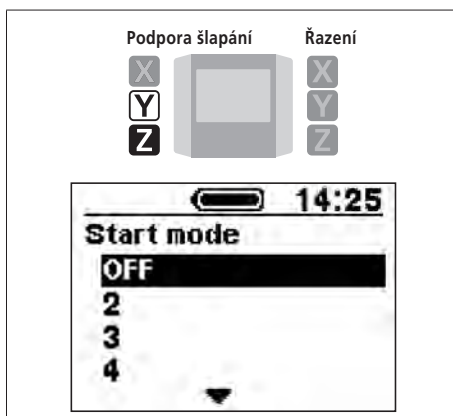 Podpora šlapání Řazení
X X
Y Y
Z Z
14:25
Start mode
OFF
2
3
4